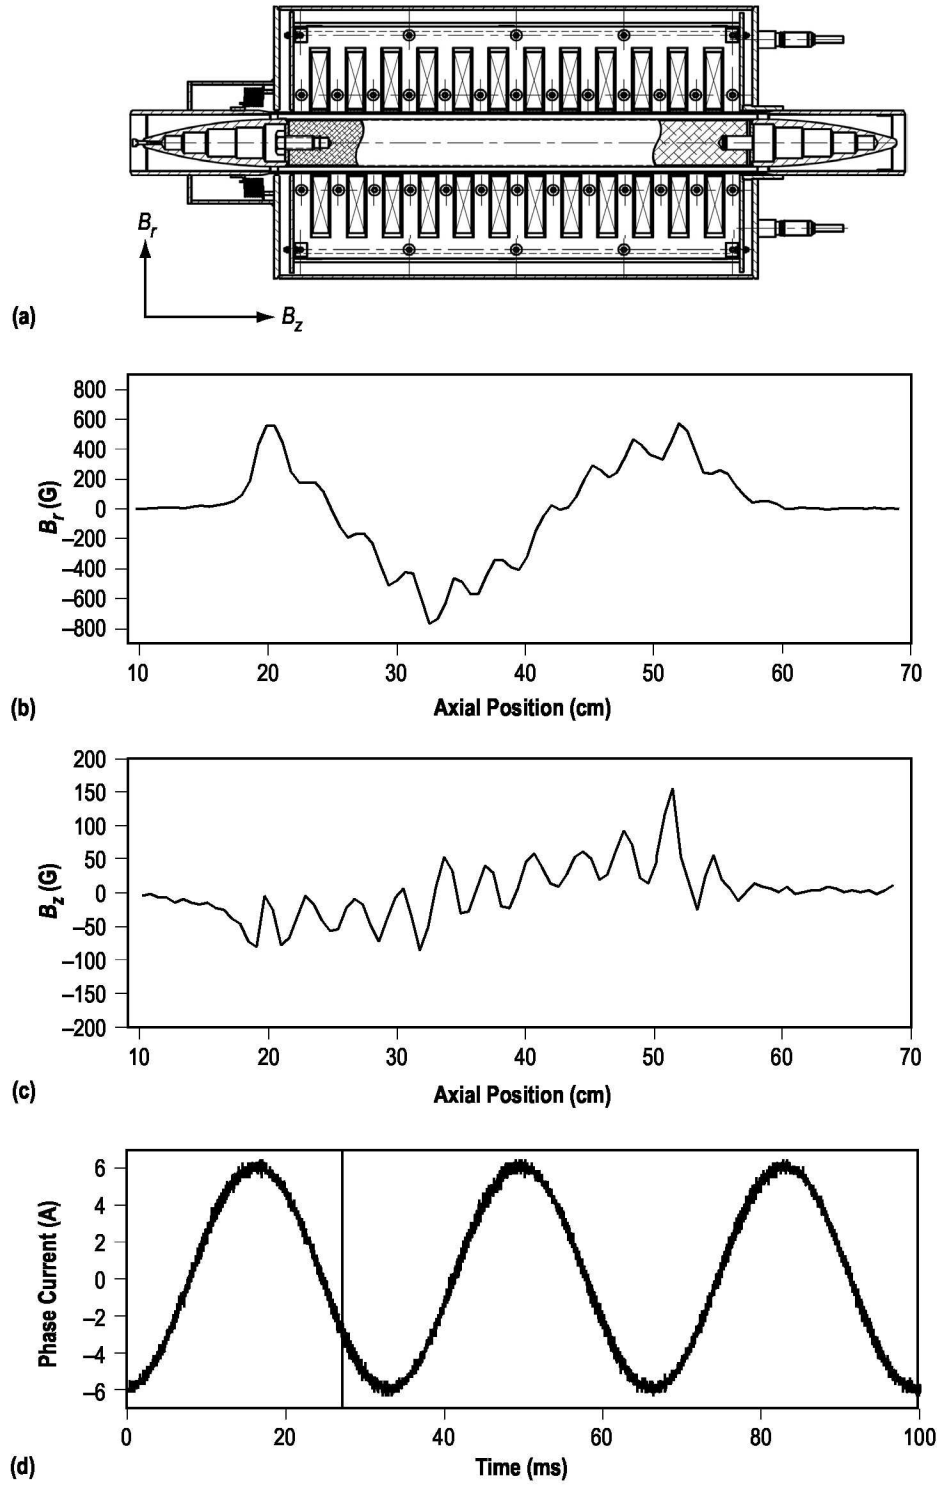 B_r
B_z
(a)
800
600
400
200
0
–200
–400
–600
–800
B_r (G)
10 20 30 40 50 60 70
Axial Position (cm)
(b)
200
150
100
50
0
–50
–100
–150
–200
B_z (G)
10 20 30 40 50 60 70
Axial Position (cm)
(c)
6
4
2
0
–2
–4
–6
Phase Current (A)
0 20 40 60 80 100
Time (ms)
(d)